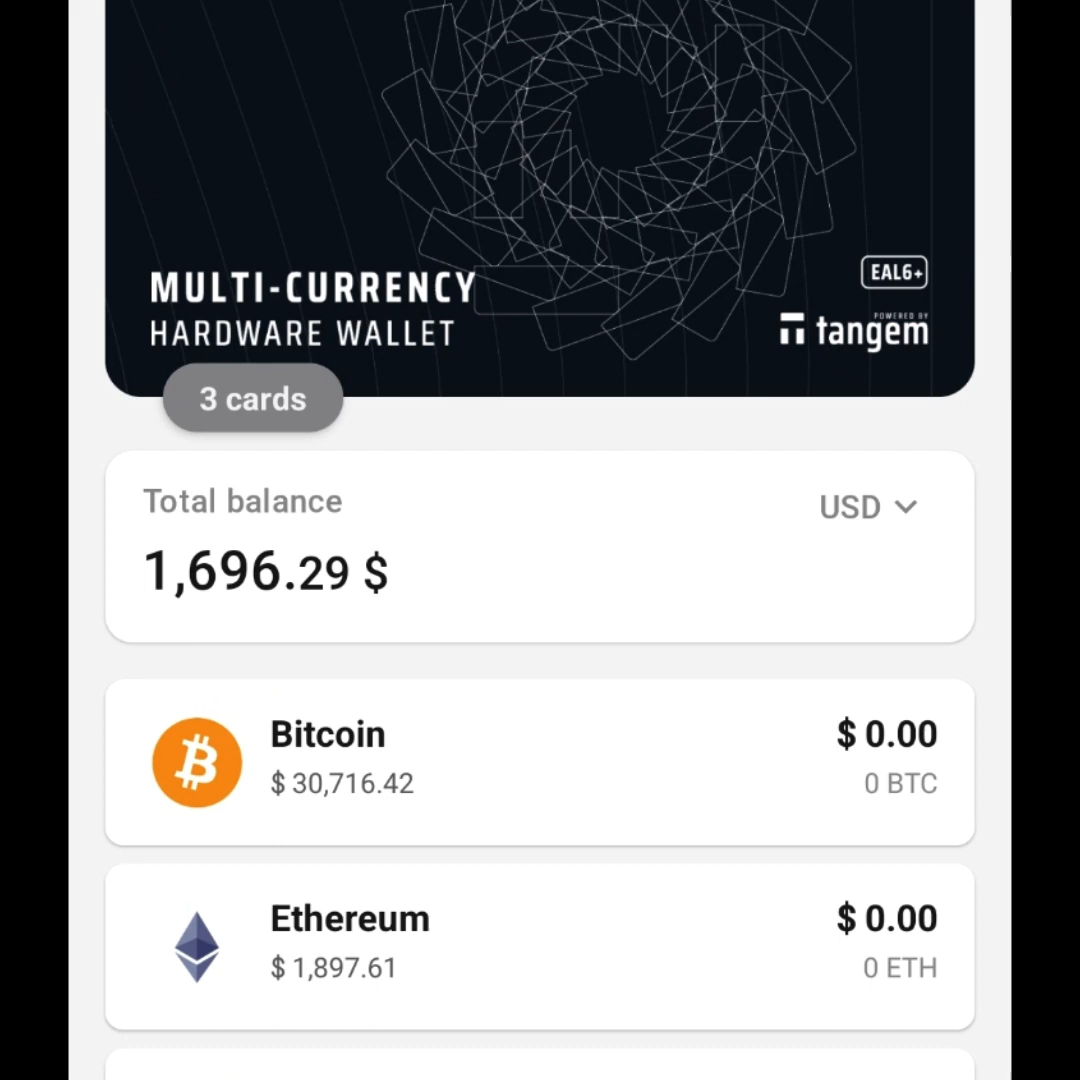 MULTI-CURRENCY
HARDWARE WALLET
EAL6+
POWERED BY
tangem
3 cards
Total balance
USD
1,696.29 $
Bitcoin
$ 0.00
$ 30,716.42
0 BTC
Ethereum
$ 0.00
$ 1,897.61
0 ETH